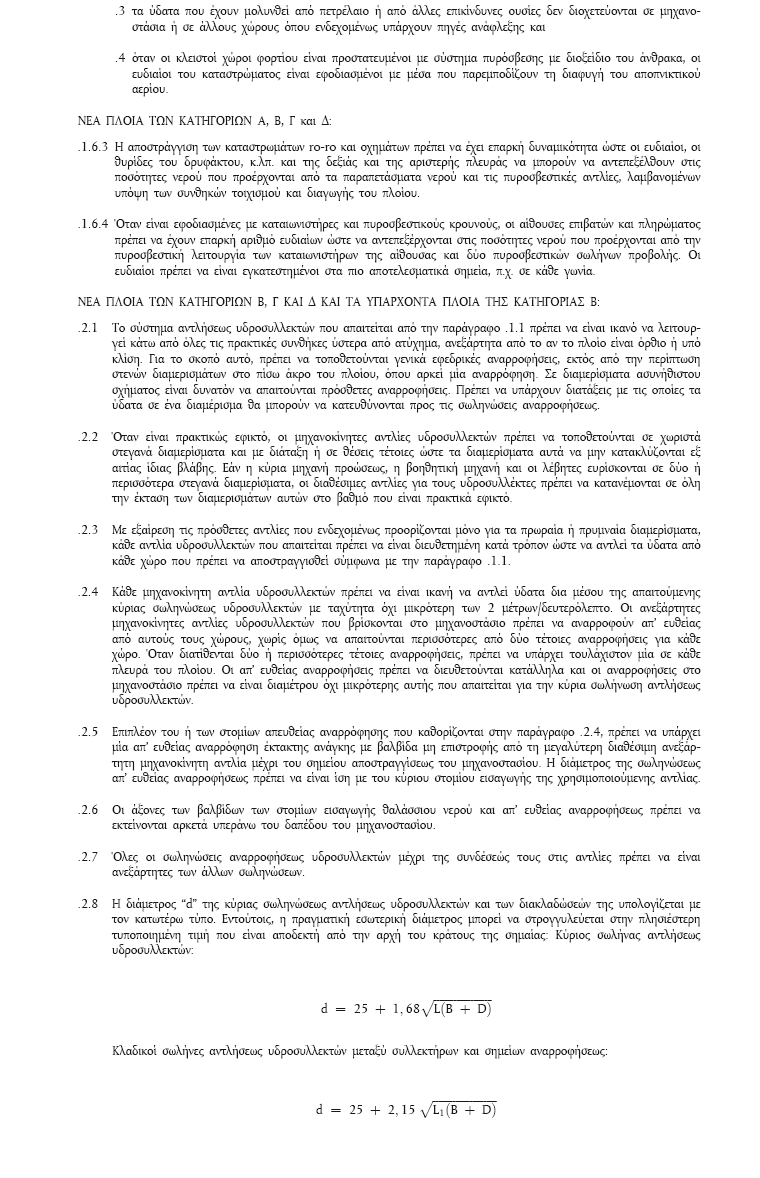 .3 τα ύδατα που έχουν μολυνθεί από πετρέλαιο ή από άλλες επικίνδυνες ουσίες δεν διοχετεύονται σε μηχανο-
στάσια ή σε άλλους χώρους όπου ενδεχομένως υπάρχουν πηγές ανάφλεξης και
.4 όταν οι κλειστοί χώροι φορτίου είναι προστατευμένοι με σύστημα πυρόσβεσης με διοξείδιο του άνθρακα, οι
ευδιαίοι του καταστρώματος είναι εφοδιασμένοι με μέσα που παρεμποδίζουν τη διαφυγή του αποπνικτικού
αερίου.
ΝΕΑ ΠΛΟΙΑ ΤΩΝ ΚΑΤΗΓΟΡΙΩΝ Α, Β, Γ και Δ:
.1.6.3 Η αποστράγγιση των καταστρωμάτων ro-ro και οχημάτων πρέπει να έχει επαρκή δυναμικότητα ώστε οι ευδιαίοι, οι
θυρίδες του δρυφάκτου, κ.λπ. και της δεξιάς και της αριστερής πλευράς να μπορούν να αντεπεξέλθουν στις
ποσότητες νερού που προέρχονται από τα παραπετάσματα νερού και τις πυροσβεστικές αντλίες, λαμβανομένων
υπόψη των συνθηκών τοιχισμού και διαγωγής του πλοίου.
.1.6.4 Όταν είναι εφοδιασμένες με καταιωνιστήρες και πυροσβεστικούς κρουνούς, οι αίθουσες επιβατών και πληρώματος
πρέπει να έχουν επαρκή αριθμό ευδιαίων ώστε να αντεπεξέρχονται στις ποσότητες νερού που προέρχονται από την
πυροσβεστική λειτουργία των καταιωνιστήρων της αίθουσας και δύο πυροσβεστικών σωλήνων προβολής. Οι
ευδιαίοι πρέπει να είναι εγκατεστημένοι στα πιο αποτελεσματικά σημεία, π.χ. σε κάθε γωνία.
ΝΕΑ ΠΛΟΙΑ ΤΩΝ ΚΑΤΗΓΟΡΙΩΝ Β, Γ ΚΑΙ Δ ΚΑΙ ΤΑ ΥΠΑΡΧΟΝΤΑ ΠΛΟΙΑ ΤΗΣ ΚΑΤΗΓΟΡΙΑΣ Β:
.2.1 Το σύστημα αντλήσεως υδροσυλλεκτών που απαιτείται από την παράγραφο .1.1 πρέπει να είναι ικανό να λειτουρ-
γεί κάτω από όλες τις πρακτικές συνθήκες ύστερα από ατύχημα, ανεξάρτητα από το αν το πλοίο είναι όρθιο ή υπό
κλίση. Για το σκοπό αυτό, πρέπει να τοποθετούνται γενικά εφεδρικές αναρροφήσεις, εκτός από την περίπτωση
στενών διαμερισμάτων στο πίσω άκρο του πλοίου, όπου αρκεί μία αναρρόφηση. Σε διαμερίσματα ασυνήθιστου
σχήματος είναι δυνατόν να απαιτούνται πρόσθετες αναρροφήσεις. Πρέπει να υπάρχουν διατάξεις με τις οποίες τα
ύδατα σε ένα διαμέρισμα θα μπορούν να κατευθύνονται προς τις σωληνώσεις αναρροφήσεως.
.2.2 Όταν είναι πρακτικώς εφικτό, οι μηχανοκίνητες αντλίες υδροσυλλεκτών πρέπει να τοποθετούνται σε χωριστά
στεγανά διαμερίσματα και με διάταξη ή σε θέσεις τέτοιες ώστε τα διαμερίσματα αυτά να μην κατακλύζονται εξ
αιτίας ίδιας βλάβης. Εάν η κύρια μηχανή προώσεως, η βοηθητική μηχανή και οι λέβητες ευρίσκονται σε δύο ή
περισσότερα στεγανά διαμερίσματα, οι διαθέσιμες αντλίες για τους υδροσυλλέκτες πρέπει να κατανέμονται σε όλη
την έκταση των διαμερισμάτων αυτών στο βαθμό που είναι πρακτικά εφικτό.
.2.3 Με εξαίρεση τις πρόσθετες αντλίες που ενδεχομένως προορίζονται μόνο για τα πρωραία ή πρυμναία διαμερίσματα,
κάθε αντλία υδροσυλλεκτών που απαιτείται πρέπει να είναι διευθετημένη κατά τρόπον ώστε να αντλεί τα ύδατα από
κάθε χώρο που πρέπει να αποστραγγισθεί σύμφωνα με την παράγραφο .1.1.
.2.4 Κάθε μηχανοκίνητη αντλία υδροσυλλεκτών πρέπει να είναι ικανή να αντλεί ύδατα δια μέσου της απαιτούμενης
κύριας σωληνώσεως υδροσυλλεκτών με ταχύτητα όχι μικρότερη των 2 μέτρων/δευτερόλεπτο. Οι ανεξάρτητες
μηχανοκίνητες αντλίες υδροσυλλεκτών που βρίσκονται στο μηχανοστάσιο πρέπει να αναρροφούν απ' ευθείας
από αυτούς τους χώρους, χωρίς όμως να απαιτούνται περισσότερες από δύο τέτοιες αναρροφήσεις για κάθε
χώρο. Όταν διατίθενται δύο ή περισσότερες τέτοιες αναρροφήσεις, πρέπει να υπάρχει τουλάχιστον μία σε κάθε
πλευρά του πλοίου. Οι απ' ευθείας αναρροφήσεις πρέπει να διευθετούνται κατάλληλα και οι αναρροφήσεις στο
μηχανοστάσιο πρέπει να είναι διαμέτρου όχι μικρότερης αυτής που απαιτείται για την κύρια σωλήνωση αντλήσεως
υδροσυλλεκτών.
.2.5 Επιπλέον του ή των στομίων απευθείας αναρρόφησης που καθορίζονται στην παράγραφο .2.4, πρέπει να υπάρχει
μία απ' ευθείας αναρρόφηση έκτακτης ανάγκης με βαλβίδα μη επιστροφής από τη μεγαλύτερη διαθέσιμη ανεξάρ-
τητη μηχανοκίνητη αντλία μέχρι του σημείου αποστραγγίσεως του μηχανοστασίου. Η διάμετρος της σωληνώσεως
απ' ευθείας αναρροφήσεως πρέπει να είναι ίση με του κύριου στομίου εισαγωγής της χρησιμοποιούμενης αντλίας.
.2.6 Οι άξονες των βαλβίδων των στομίων εισαγωγής θαλάσσιου νερού και απ' ευθείας αναρροφήσεως πρέπει να
εκτείνονται αρκετά υπεράνω του δαπέδου του μηχανοστασίου.
.2.7 Όλες οι σωληνώσεις αναρροφήσεως υδροσυλλεκτών μέχρι της συνδέσεώς τους στις αντλίες πρέπει να είναι
ανεξάρτητες των άλλων σωληνώσεων.
.2.8 Η διάμετρος “d” της κύριας σωληνώσεως αντλήσεως υδροσυλλεκτών και των διακλαδώσεών της υπολογίζεται με
τον κατωτέρω τύπο. Εντούτοις, η πραγματική εσωτερική διάμετρος μπορεί να στρογγυλεύεται στην πλησιέστερη
τυποποιημένη τιμή που είναι αποδεκτή από την αρχή του κράτους της σημαίας: Κύριος σωλήνας αντλήσεως
υδροσυλλεκτών:
d = 25 + 1,68√L(B + D)
Κλαδικοί σωλήνες αντλήσεως υδροσυλλεκτών μεταξύ συλλεκτήρων και σημείων αναρροφήσεως:
d = 25 + 2,15 √L₁(B + D)